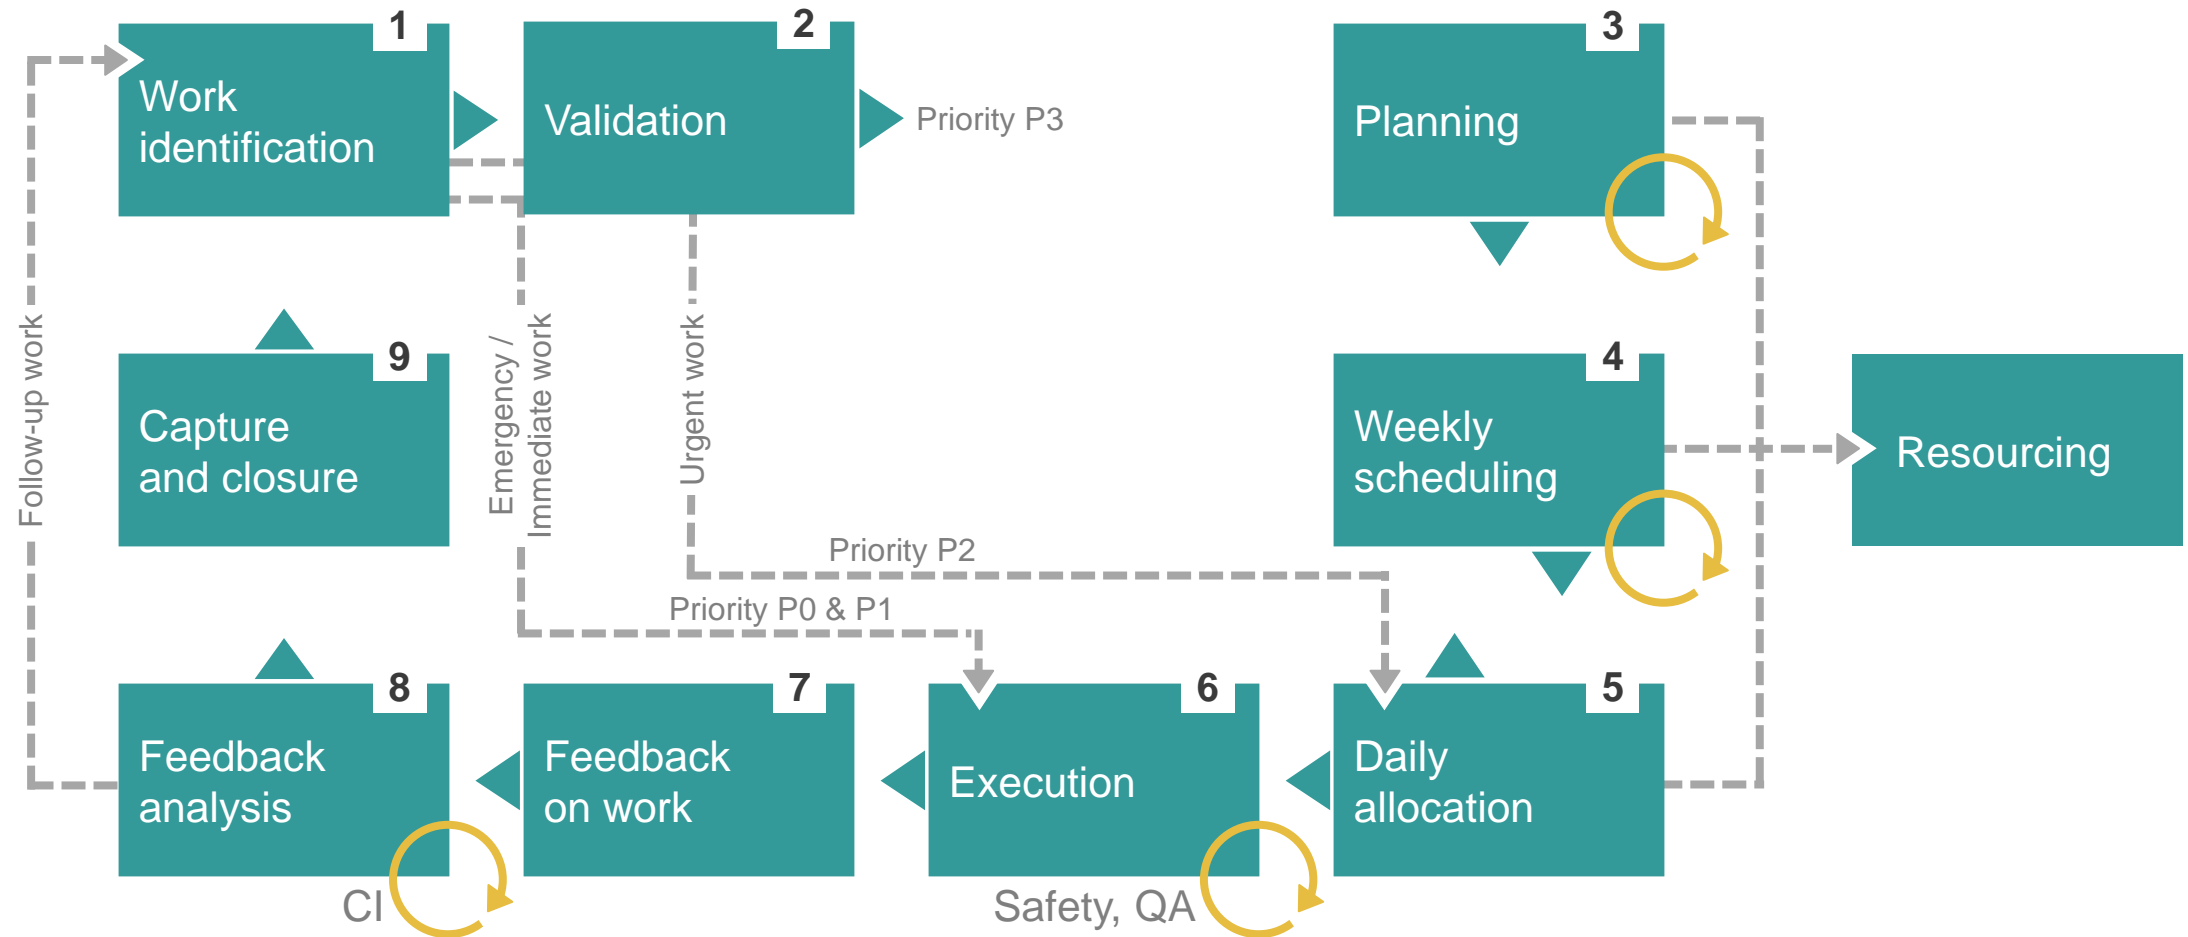 1
Work
identification
2
Validation
Priority P3
3
Planning
Follow-up work
9
Capture
and closure
Emergency /
Immediate work
Urgent work
4
Weekly
scheduling
Resourcing
Priority P2
Priority P0 & P1
8
Feedback
analysis
CI
7
Feedback
on work
6
Execution
Safety, QA
5
Daily
allocation